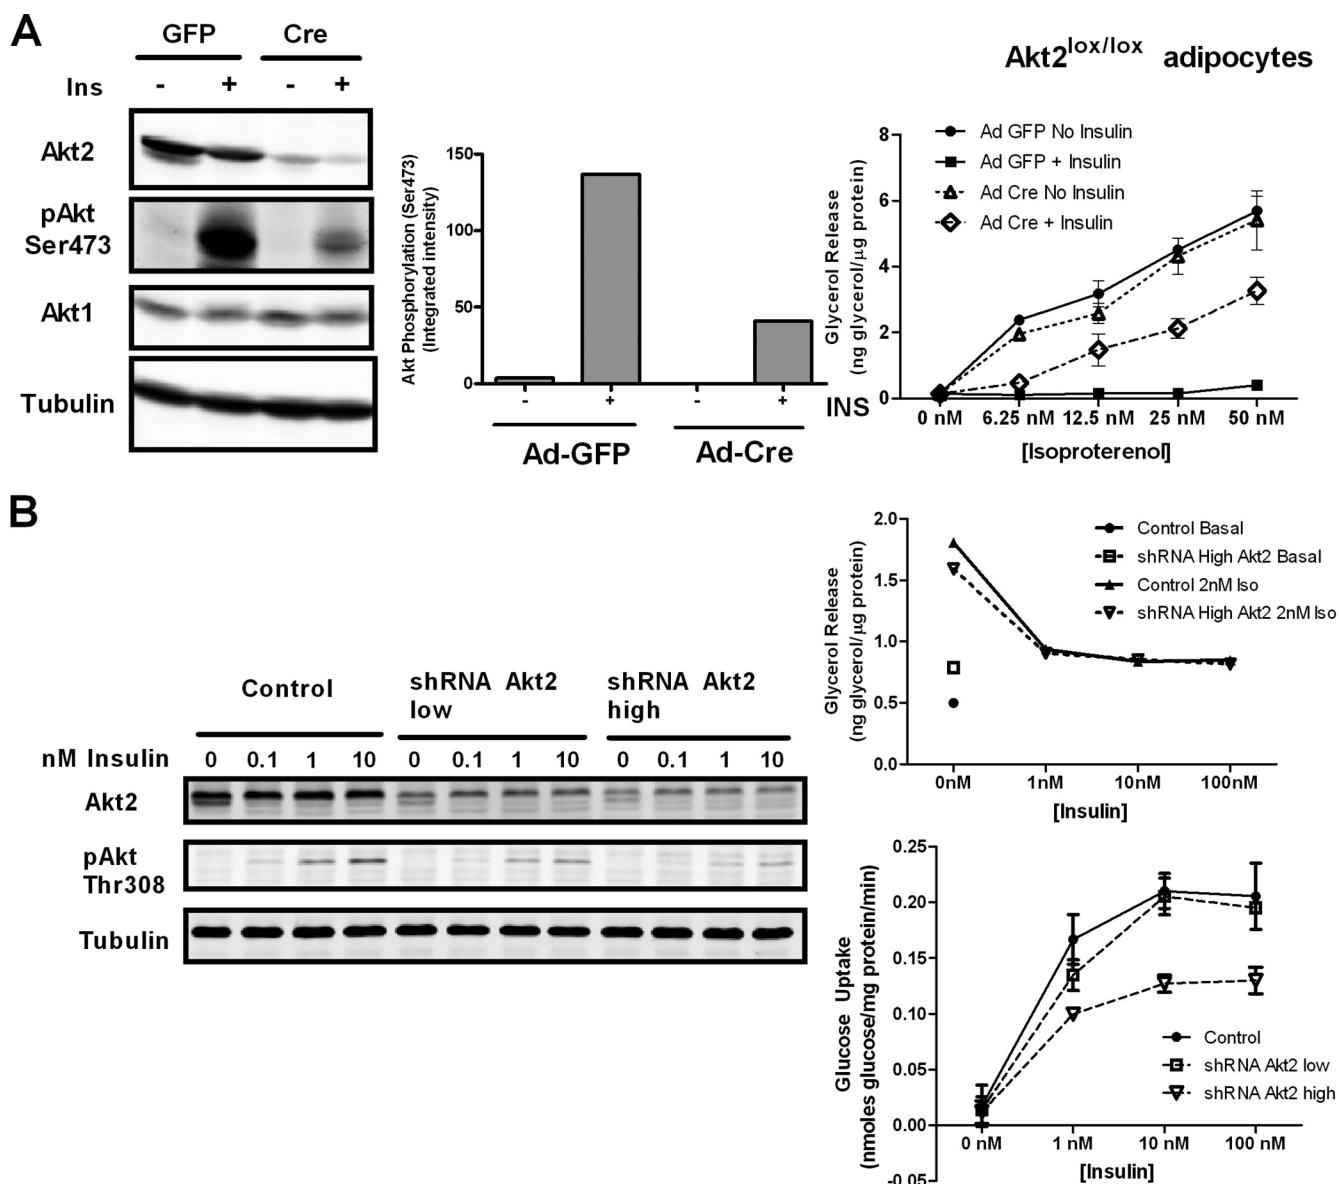 A
GFP Cre
Ins - + - +
Akt2
pAkt
Ser473
Akt1
Tubulin
Akt Phosphorylation (Ser473)
(Integrated intensity)
150
100
50
0
- + - + INS
Ad-GFP Ad-Cre
Akt2lox/lox adipocytes
Ad GFP No Insulin
Ad GFP + Insulin
Ad Cre No Insulin
Ad Cre + Insulin
Glycerol Release
(ng glycerol/µg protein)
8
6
4
2
0
0 nM 6.25 nM 12.5 nM 25 nM 50 nM
[Isoproterenol]
B
Control
shRNA Akt2
low
shRNA Akt2
high
nM Insulin 0 0.1 1 10 0 0.1 1 10 0 0.1 1 10
Akt2
pAkt
Thr308
Tubulin
Glycerol Release
(ng glycerol/µg protein)
2.0
1.5
1.0
0.5
0.0
Control Basal
shRNA High Akt2 Basal
Control 2nM Iso
shRNA High Akt2 2nM Iso
0nM 1nM 10nM 100nM
[Insulin]
Glucose Uptake
(nmoles glucose/mg protein/min)
0.25
0.20
0.15
0.10
0.05
0.00
-0.05
Control
shRNA Akt2 low
shRNA Akt2 high
0 nM 1 nM 10 nM 100 nM
[Insulin]